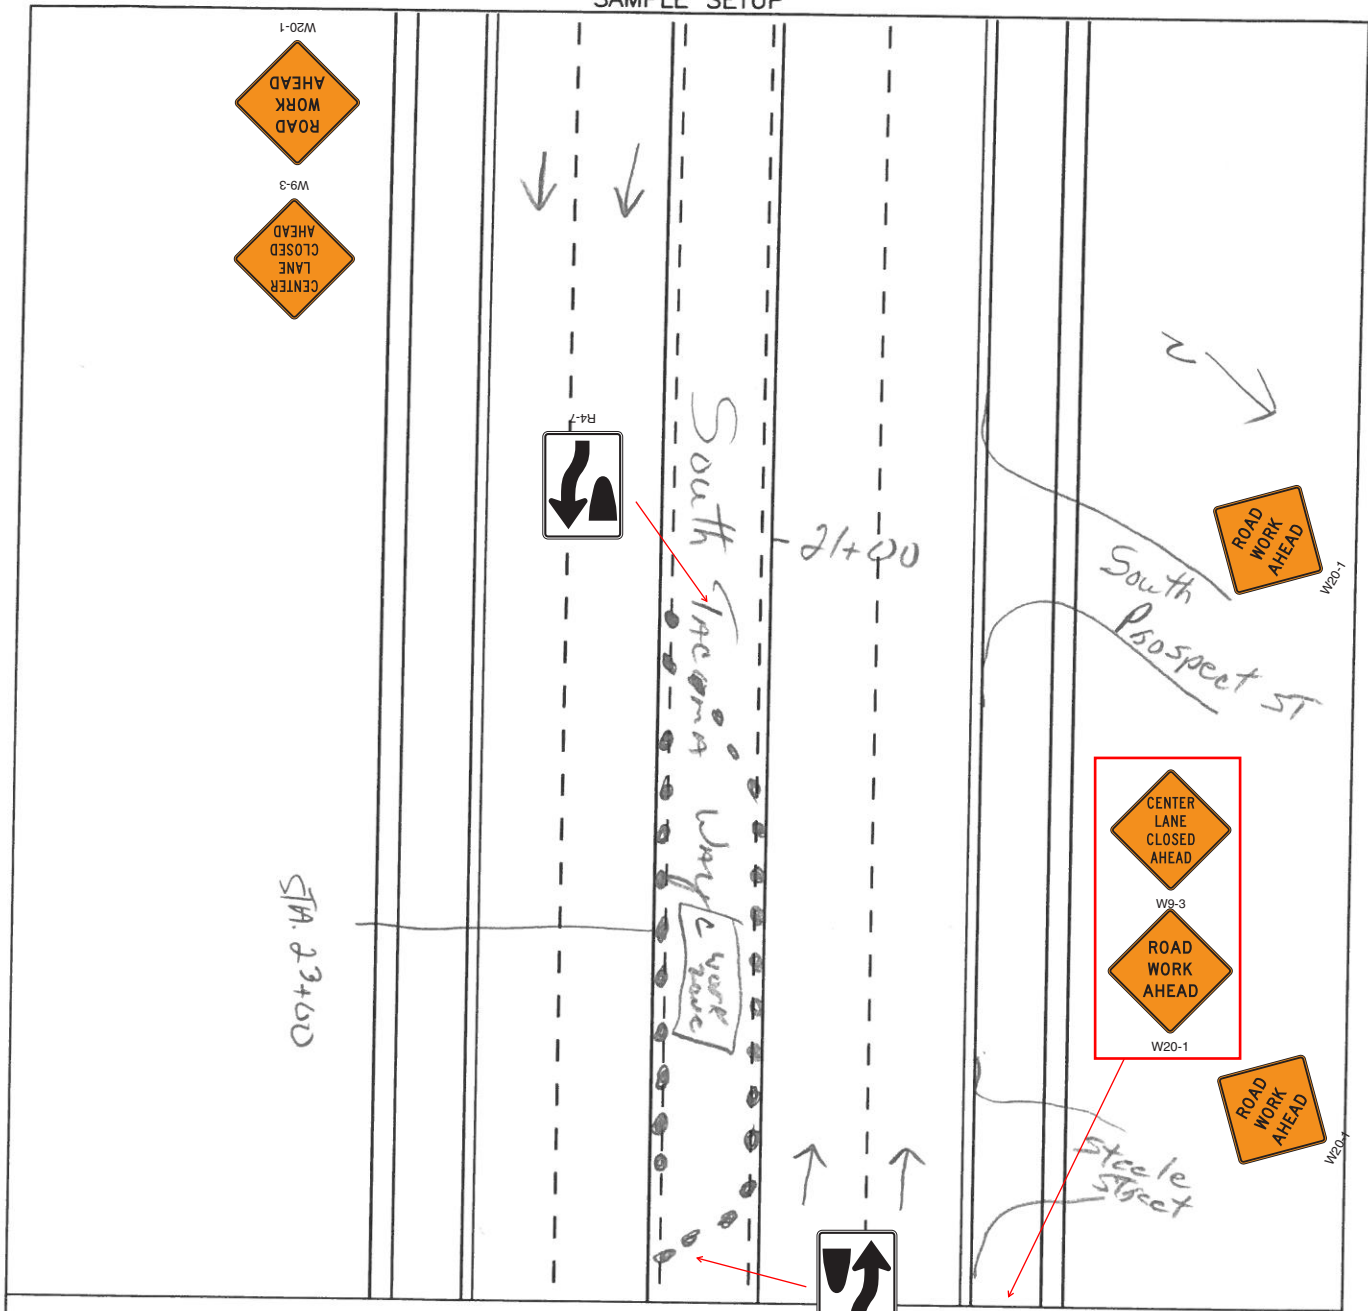 SAMPLE SETUP
W20-1
ROAD
WORK
AHEAD
W9-3
CENTER
LANE
CLOSED
AHEAD
R4-7
South Tacoma Way
21+00
N
ROAD
WORK
AHEAD
W20-1
South
Prospect ST
CENTER
LANE
CLOSED
AHEAD
W9-3
ROAD
WORK
AHEAD
W20-1
STA. 23+00
work
zone
ROAD
WORK
AHEAD
W20-1
Steele
Street